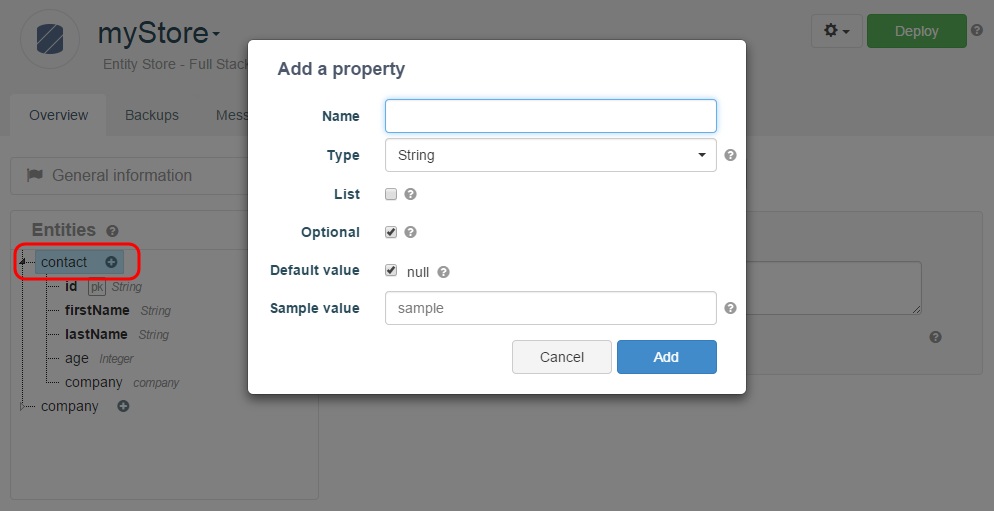 myStore
Entity Store - Full Stack
Deploy
Overview
Backups
Mess
General information
Entities
contact
id pk String
firstName String
lastName String
age Integer
company company
company
Add a property
Name
Type String
List
Optional
Default value null
Sample value sample
Cancel Add